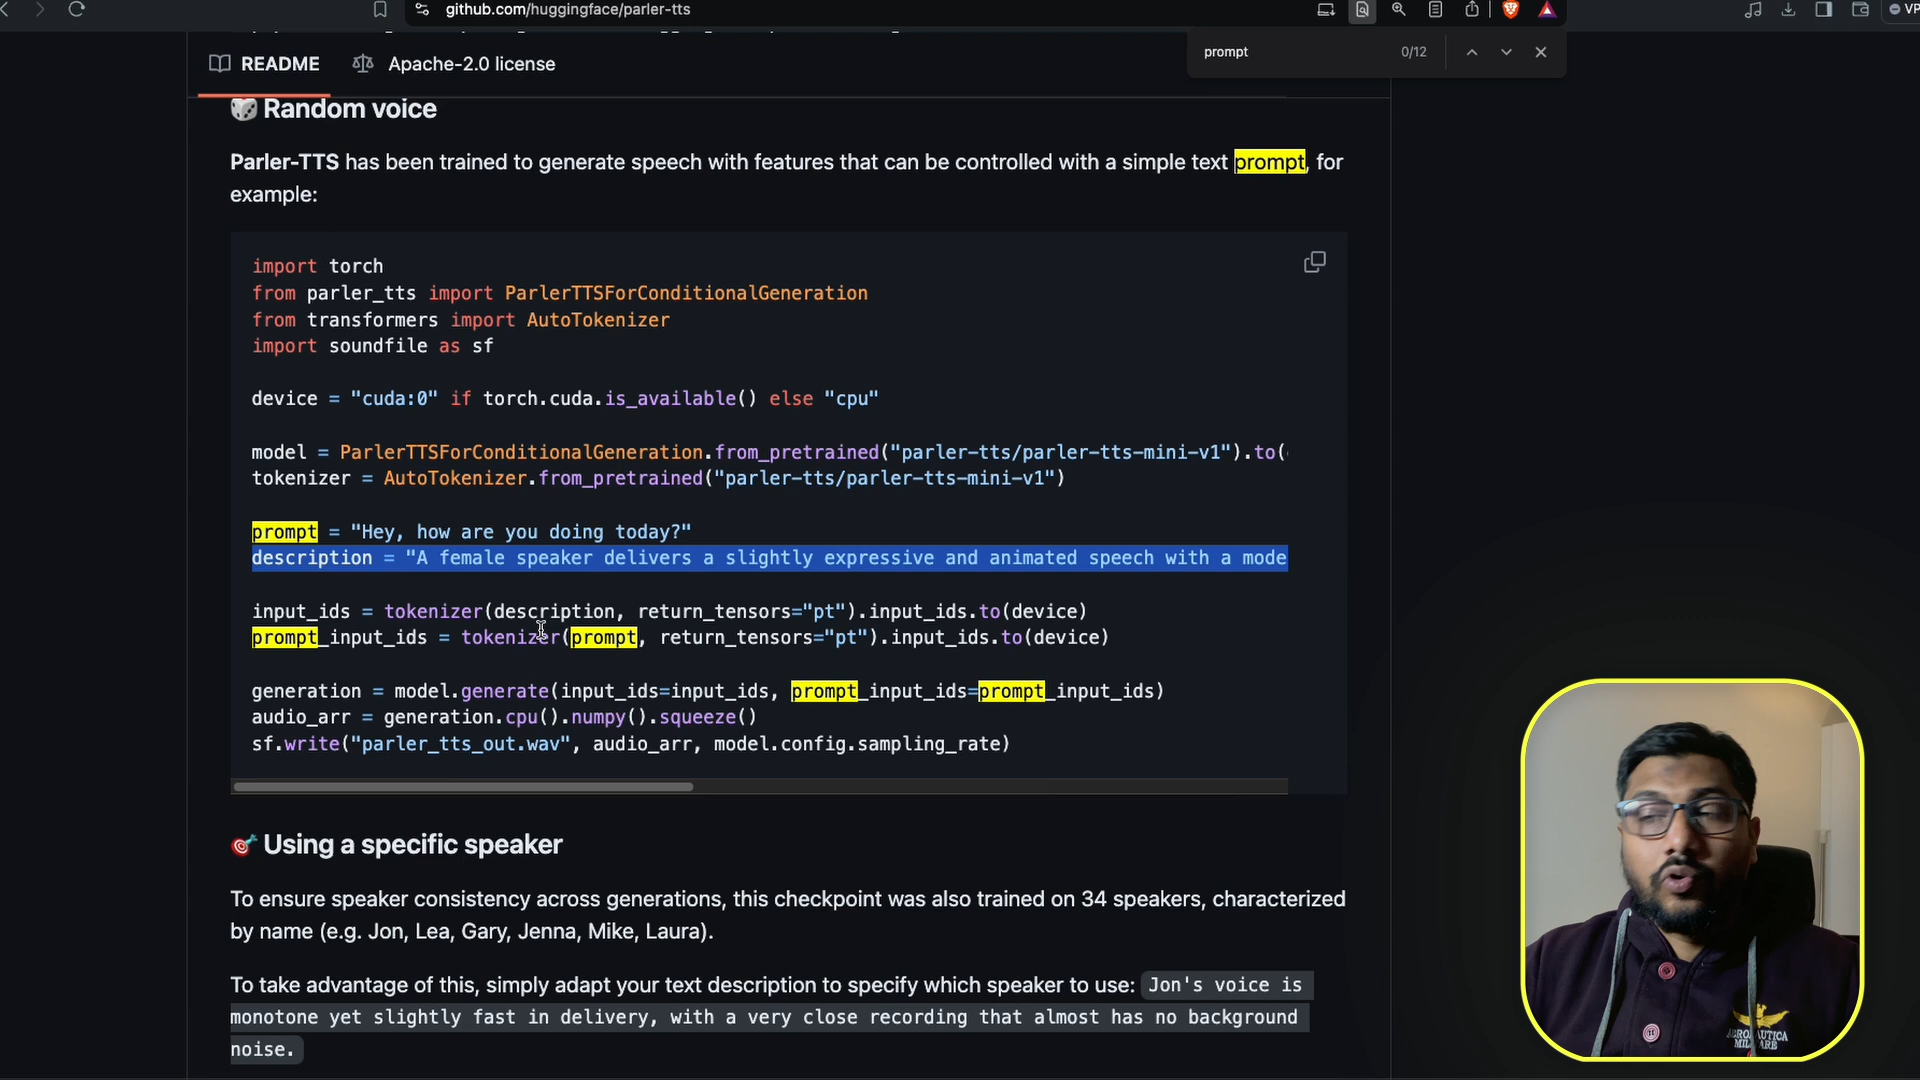 github.com/huggingface/parler-tts
VP
prompt 0/12
README Apache-2.0 license
Random voice
Parler-TTS has been trained to generate speech with features that can be controlled with a simple text prompt, for
example:
import torch
from parler_tts import ParlerTTSForConditionalGeneration
from transformers import AutoTokenizer
import soundfile as sf
device = "cuda:0" if torch.cuda.is_available() else "cpu"
model = ParlerTTSForConditionalGeneration.from_pretrained("parler-tts/parler-tts-mini-v1").to(
tokenizer = AutoTokenizer.from_pretrained("parler-tts/parler-tts-mini-v1")
prompt = "Hey, how are you doing today?"
description = "A female speaker delivers a slightly expressive and animated speech with a mode
input_ids = tokenizer(description, return_tensors="pt").input_ids.to(device)
prompt_input_ids = tokenizer(prompt, return_tensors="pt").input_ids.to(device)
generation = model.generate(input_ids=input_ids, prompt_input_ids=prompt_input_ids)
audio_arr = generation.cpu().numpy().squeeze()
sf.write("parler_tts_out.wav", audio_arr, model.config.sampling_rate)
Using a specific speaker
To ensure speaker consistency across generations, this checkpoint was also trained on 34 speakers, characterized
by name (e.g. Jon, Lea, Gary, Jenna, Mike, Laura).
To take advantage of this, simply adapt your text description to specify which speaker to use: Jon's voice is
monotone yet slightly fast in delivery, with a very close recording that almost has no background
noise.
AERONAUTICA
MILITARE